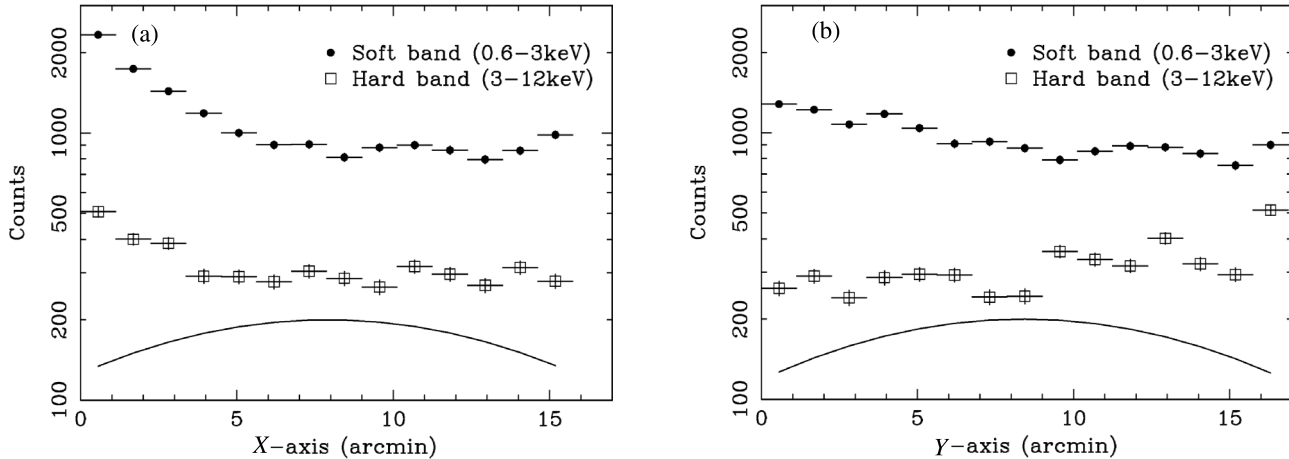 (a)
● Soft band (0.6−3keV)
□ Hard band (3−12keV)
Counts
2000
1000
500
200
100
0 5 10 15
X−axis (arcmin)
(b)
● Soft band (0.6−3keV)
□ Hard band (3−12keV)
Counts
2000
1000
500
200
100
0 5 10 15
Y−axis (arcmin)